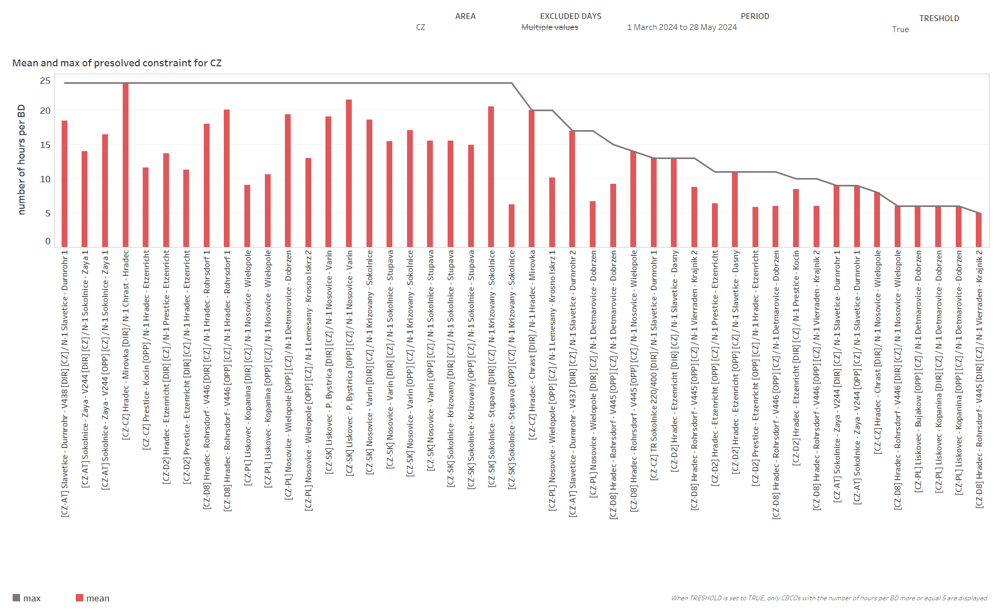 AREA
EXCLUDED DAYS
PERIOD
TRESHOLD
CZ
Multiple values
1 March 2024 to 28 May 2024
True
Mean and max of presolved constraint for CZ
number of hours per BD
25
20
15
10
5
0
[CZ-AT] Slavetice - Durnrohr - V438 [DIR] [CZ] / N-1 Slavetice - Durnrohr 1
[CZ-AT] Sokolnice - Zaya - V244 [DIR] [CZ] / N-1 Sokolnice - Zaya 1
[CZ-AT] Sokolnice - Zaya - V244 [OPP] [CZ] / N-1 Sokolnice - Zaya 1
[CZ-CZ] Hradec - Mirovka [DIR] / N-1 Chrast - Hradec
[CZ-CZ] Prestice - Kocin [OPP] / N-1 Hradec - Etzenricht
[CZ-D2] Hradec - Etzenricht [DIR] [CZ] / N-1 Prestice - Etzenricht
[CZ-D2] Prestice - Etzenricht [DIR] [CZ] / N-1 Hradec - Etzenricht
[CZ-D8] Hradec - Rohrsdorf - V446 [DIR] [CZ] / N-1 Hradec - Rohrsdorf 1
[CZ-D8] Hradec - Rohrsdorf - V446 [OPP] [CZ] / N-1 Hradec - Rohrsdorf 1
[CZ-PL] Liskovec - Kopanina [DIR] [CZ] / N-1 Nosovice - Wielopole
[CZ-PL] Liskovec - Kopanina [OPP] [CZ] / N-1 Nosovice - Wielopole
[CZ-PL] Nosovice - Wielopole [OPP] [CZ] / N-1 Detmarovice - Dobrzen
[CZ-PL] Nosovice - Wielopole [OPP] [CZ] / N-1 Lemesany - Krosno Iskrz 2
[CZ-SK] Liskovec - P. Bystrica [DIR] [CZ] / N-1 Nosovice - Varin
[CZ-SK] Liskovec - P. Bystrica [OPP] [CZ] / N-1 Nosovice - Varin
[CZ-SK] Nosovice - Varin [DIR] [CZ] / N-1 Krizovany - Sokolnice
[CZ-SK] Nosovice - Varin [DIR] [CZ] / N-1 Sokolnice - Stupava
[CZ-SK] Nosovice - Varin [OPP] [CZ] / N-1 Krizovany - Sokolnice
[CZ-SK] Nosovice - Varin [OPP] [CZ] / N-1 Sokolnice - Stupava
[CZ-SK] Sokolnice - Krizovany [DIR] [CZ] / N-1 Sokolnice - Stupava
[CZ-SK] Sokolnice - Krizovany [OPP] [CZ] / N-1 Sokolnice - Stupava
[CZ-SK] Sokolnice - Stupava [DIR] [CZ] / N-1 Krizovany - Sokolnice
[CZ-SK] Sokolnice - Stupava [OPP] [CZ] / N-1 Krizovany - Sokolnice
[CZ-CZ] Hradec - Chrast [DIR] / N-1 Hradec - Mirovka
[CZ-PL] Nosovice - Wielopole [OPP] [CZ] / N-1 Lemesany - Krosno Iskrz 1
[CZ-AT] Slavetice - Durnrohr - V437 [DIR] [CZ] / N-1 Slavetice - Durnrohr 2
[CZ-PL] Nosovice - Wielopole [DIR] [CZ] / N-1 Detmarovice - Dobrzen
[CZ-D8] Hradec - Rohrsdorf - V445 [OPP] [CZ] / N-1 Detmarovice - Dobrzen
[CZ-D8] Hradec - Rohrsdorf - V445 [OPP] [CZ] / N-1 Nosovice - Wielopole
[CZ-CZ] TR Sokolnice 220/400 [DIR] / N-1 Slavetice - Durnrohr 1
[CZ-D2] Hradec - Etzenricht [DIR] [CZ] / N-1 Slavetice - Dasny
[CZ-D8] Hradec - Rohrsdorf - V445 [OPP] [CZ] / N-1 Vierraden - Krajnik 2
[CZ-D2] Hradec - Etzenricht [OPP] [CZ] / N-1 Prestice - Etzenricht
[CZ-D2] Hradec - Etzenricht [OPP] [CZ] / N-1 Slavetice - Dasny
[CZ-D2] Prestice - Etzenricht [OPP] [CZ] / N-1 Hradec - Etzenricht
[CZ-D8] Hradec - Rohrsdorf - V446 [OPP] [CZ] / N-1 Detmarovice - Dobrzen
[CZ-D2] Hradec - Etzenricht [DIR] [CZ] / N-1 Prestice - Kocin
[CZ-D8] Hradec - Rohrsdorf - V446 [OPP] [CZ] / N-1 Vierraden - Krajnik 2
[CZ-AT] Sokolnice - Zaya - V244 [DIR] [CZ] / N-1 Slavetice - Durnrohr 1
[CZ-AT] Sokolnice - Zaya - V244 [OPP] [CZ] / N-1 Slavetice - Durnrohr 1
[CZ-CZ] Hradec - Chrast [DIR] / N-1 Nosovice - Wielopole
[CZ-D8] Hradec - Rohrsdorf - V446 [DIR] [CZ] / N-1 Nosovice - Wielopole
[CZ-PL] Liskovec - Bujakow [OPP] [CZ] / N-1 Detmarovice - Dobrzen
[CZ-PL] Liskovec - Kopanina [DIR] [CZ] / N-1 Detmarovice - Dobrzen
[CZ-PL] Liskovec - Kopanina [OPP] [CZ] / N-1 Detmarovice - Dobrzen
[CZ-D8] Hradec - Rohrsdorf - V445 [DIR] [CZ] / N-1 Vierraden - Krajnik 2
max
mean
When TRESHOLD is set to TRUE, only CBCOs with the number of hours per BD more or equal 5 are displayed.